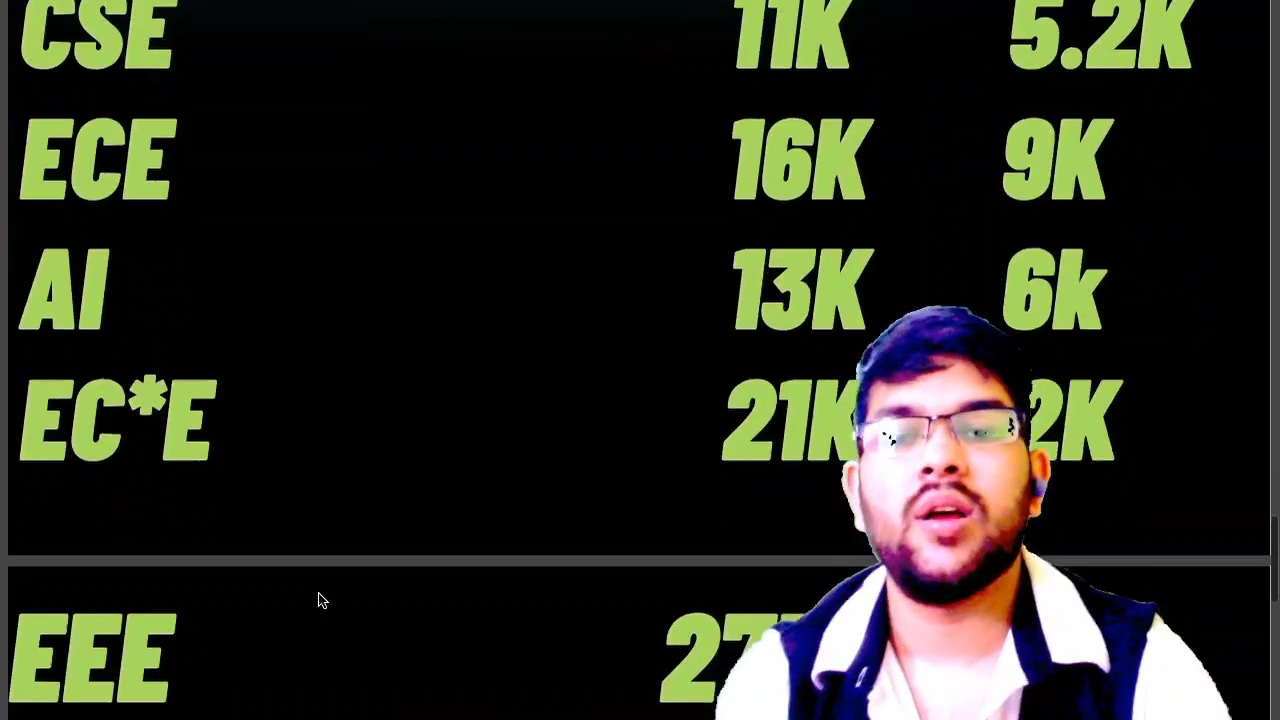 CSE 11K 5.2K
ECE 16K 9K
AI 13K 6k
EC*E 21K
EEE